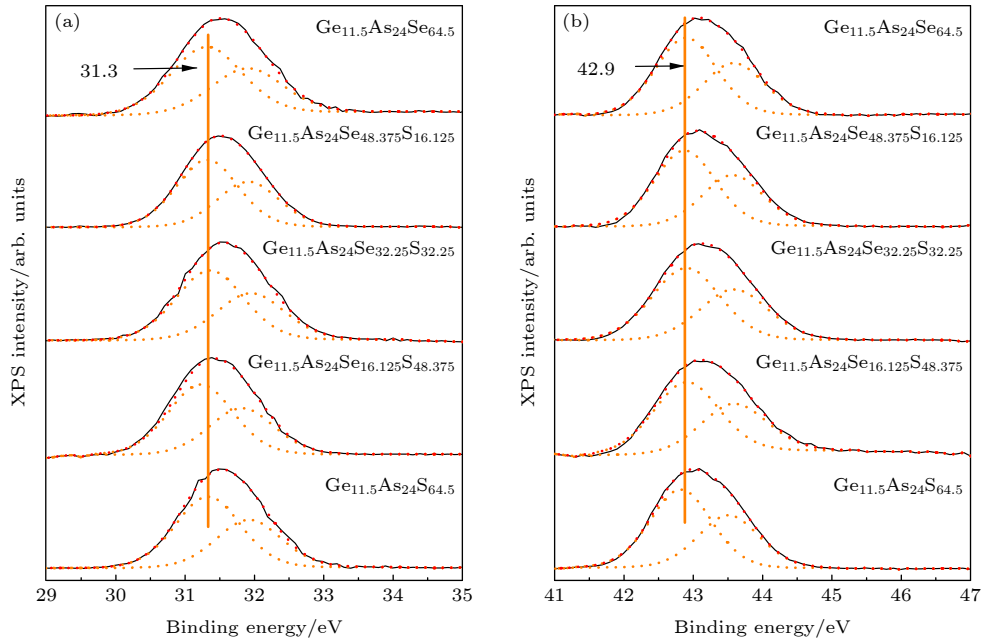 (a)
Ge11.5As24Se64.5
31.3
Ge11.5As24Se48.375S16.125
Ge11.5As24Se32.25S32.25
Ge11.5As24Se16.125S48.375
Ge11.5As24S64.5
XPS intensity/arb. units
29 30 31 32 33 34 35
Binding energy/eV
(b)
Ge11.5As24Se64.5
42.9
Ge11.5As24Se48.375S16.125
Ge11.5As24Se32.25S32.25
Ge11.5As24Se16.125S48.375
Ge11.5As24S64.5
XPS intensity/arb. units
41 42 43 44 45 46 47
Binding energy/eV